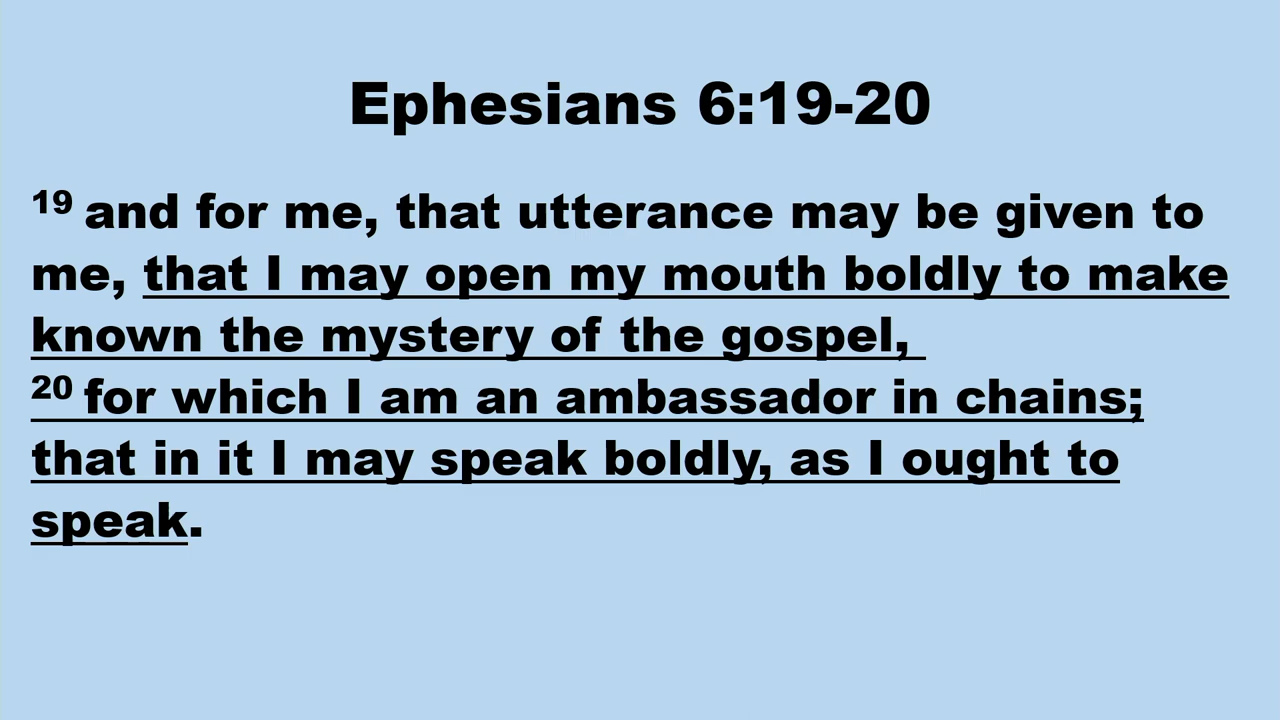 Ephesians 6:19-20
19 and for me, that utterance may be given to
me, that I may open my mouth boldly to make
known the mystery of the gospel,
20 for which I am an ambassador in chains;
that in it I may speak boldly, as I ought to
speak.